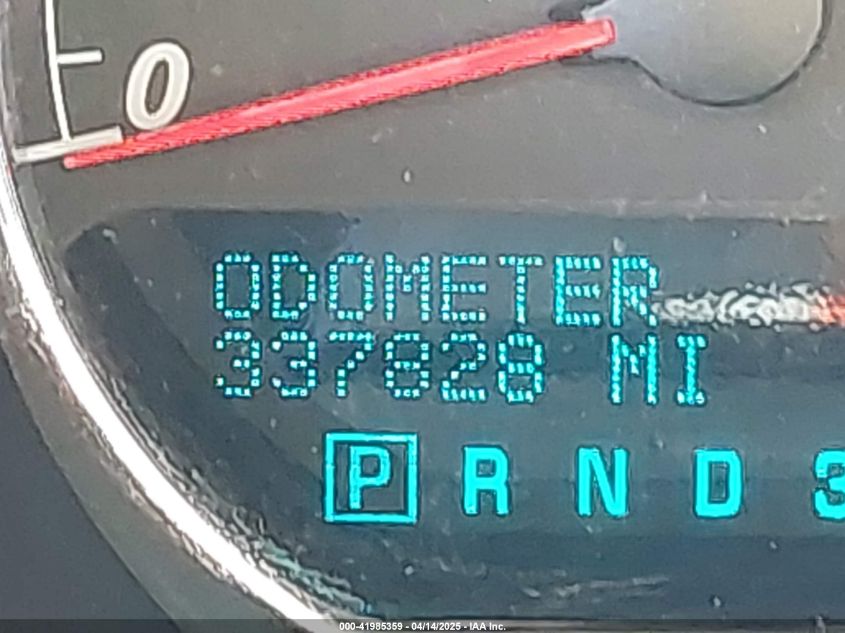 0
ODOMETER
337828 MI
P R N D 3
000-41985359 - 04/14/2025 - IAA Inc.